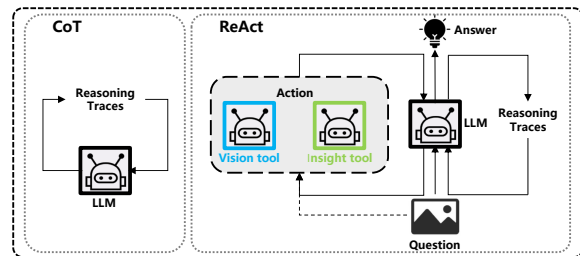 CoT
Reasoning
Traces
LLM
ReAct
Answer
Action
Vision tool
Insight tool
LLM
Reasoning
Traces
Question